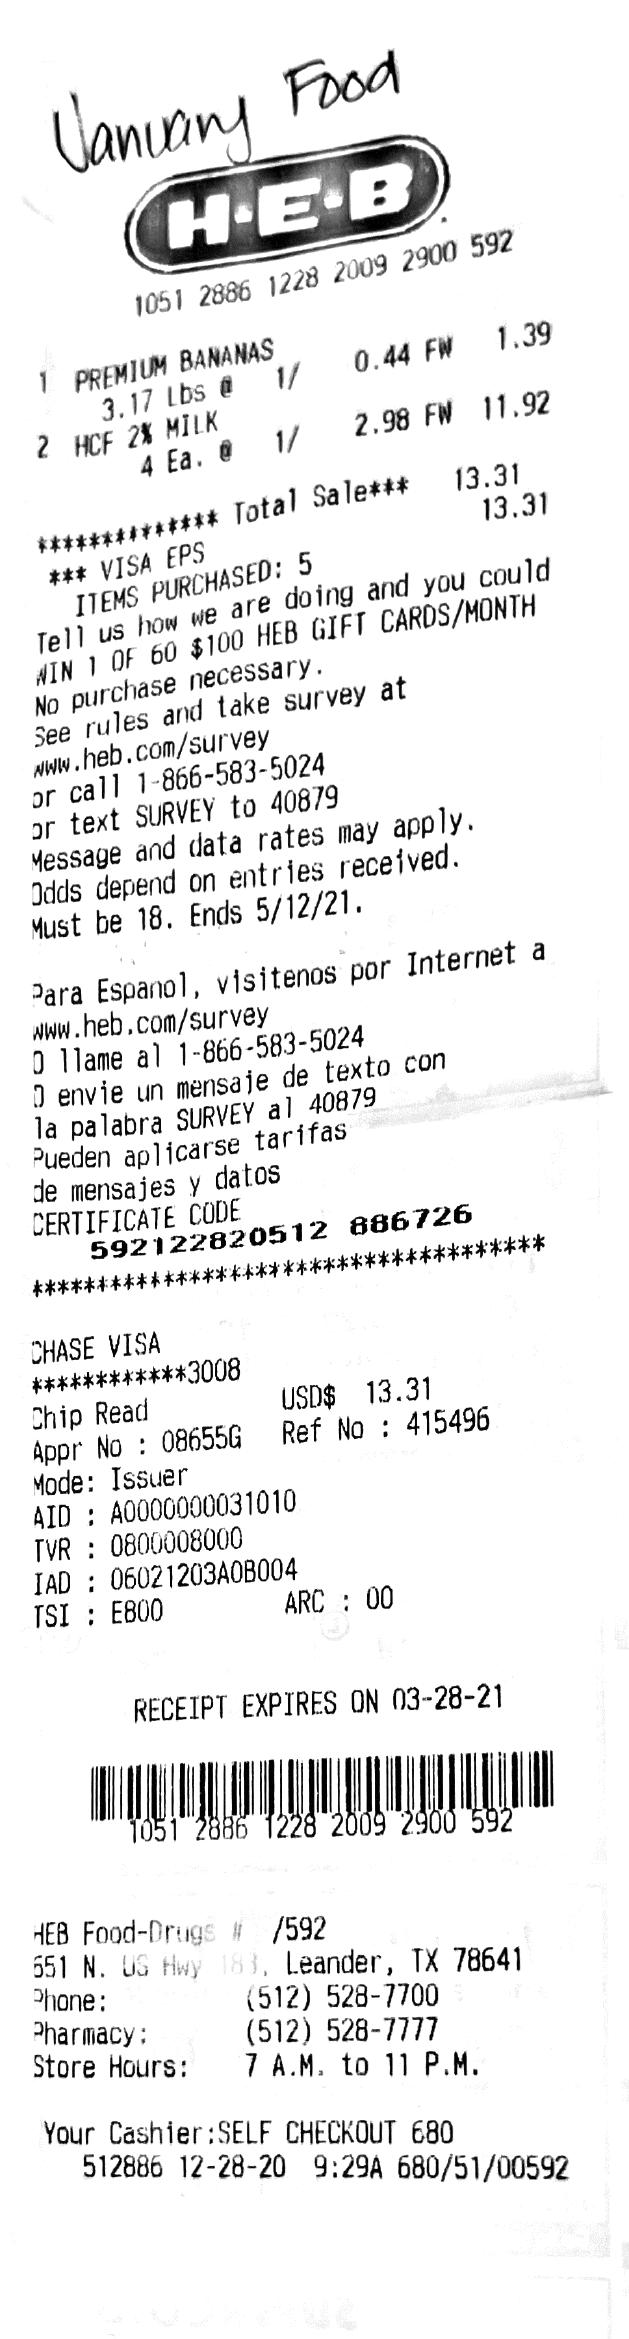 January Food
H-E-B
1051 2886 1228 2009 2900 592
1 PREMIUM BANANAS
3.17 Lbs @ 1/ 0.44 FW 1.39
2 HCF 2% MILK
4 Ea. @ 1/ 2.98 FW 11.92
************** Total Sale*** 13.31
*** VISA EPS 13.31
ITEMS PURCHASED: 5
Tell us how we are doing and you could
WIN 1 OF 60 $100 HEB GIFT CARDS/MONTH
No purchase necessary.
See rules and take survey at
www.heb.com/survey
or call 1-866-583-5024
or text SURVEY to 40879
Message and data rates may apply.
Odds depend on entries received.
Must be 18. Ends 5/12/21.
Para Espanol, visitenos por Internet a
www.heb.com/survey
O llame al 1-866-583-5024
O envie un mensaje de texto con
la palabra SURVEY al 40879
Pueden aplicarse tarifas
de mensajes y datos
CERTIFICATE CODE
592122820512 886726
**************************************
CHASE VISA
************3008
Chip Read USD$ 13.31
Appr No : 08655G Ref No : 415496
Mode: Issuer
AID : A0000000031010
TVR : 0800008000
IAD : 06021203A0B004
TSI : E800 ARC : 00
RECEIPT EXPIRES ON 03-28-21
1051 2886 1228 2009 2900 592
HEB Food-Drugs # /592
651 N. US Hwy 183, Leander, TX 78641
Phone: (512) 528-7700
Pharmacy: (512) 528-7777
Store Hours: 7 A.M. to 11 P.M.
Your Cashier:SELF CHECKOUT 680
512886 12-28-20 9:29A 680/51/00592